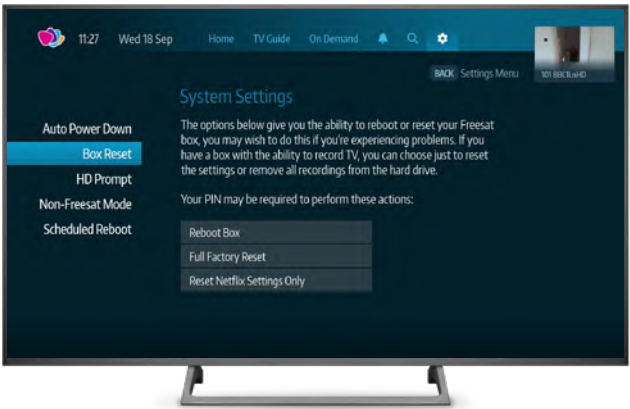 11:27 Wed 18 Sep Home TV Guide On Demand
BACK Settings Menu
System Settings
Auto Power Down
Box Reset
HD Prompt
Non-Freesat Mode
Scheduled Reboot
The options below give you the ability to reboot or reset your Freesat
box, you may wish to do this if you're experiencing problems. If you
have a box with the ability to record TV, you can choose just to reset
the settings or remove all recordings from the hard drive.
Your PIN may be required to perform these actions:
Reboot Box
Full Factory Reset
Reset Netflix Settings Only